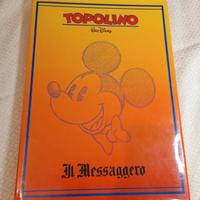 TOPOLINO
WALT DISNEY
Il Messaggero